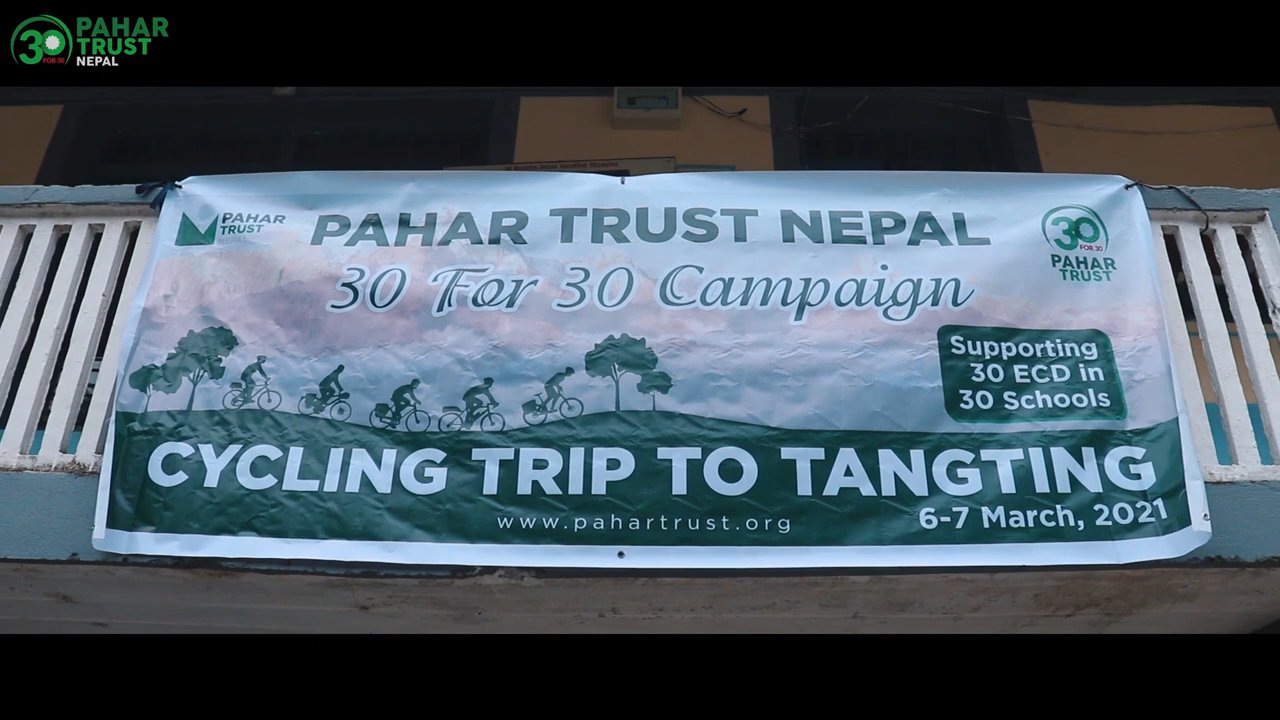 30
FOR 30
PAHAR
TRUST
NEPAL
PAHAR
TRUST
NEPAL
PAHAR TRUST NEPAL
30 For 30 Campaign
30
FOR 30
PAHAR
TRUST
Supporting
30 ECD in
30 Schools
CYCLING TRIP TO TANGTING
www.pahartrust.org
6-7 March, 2021